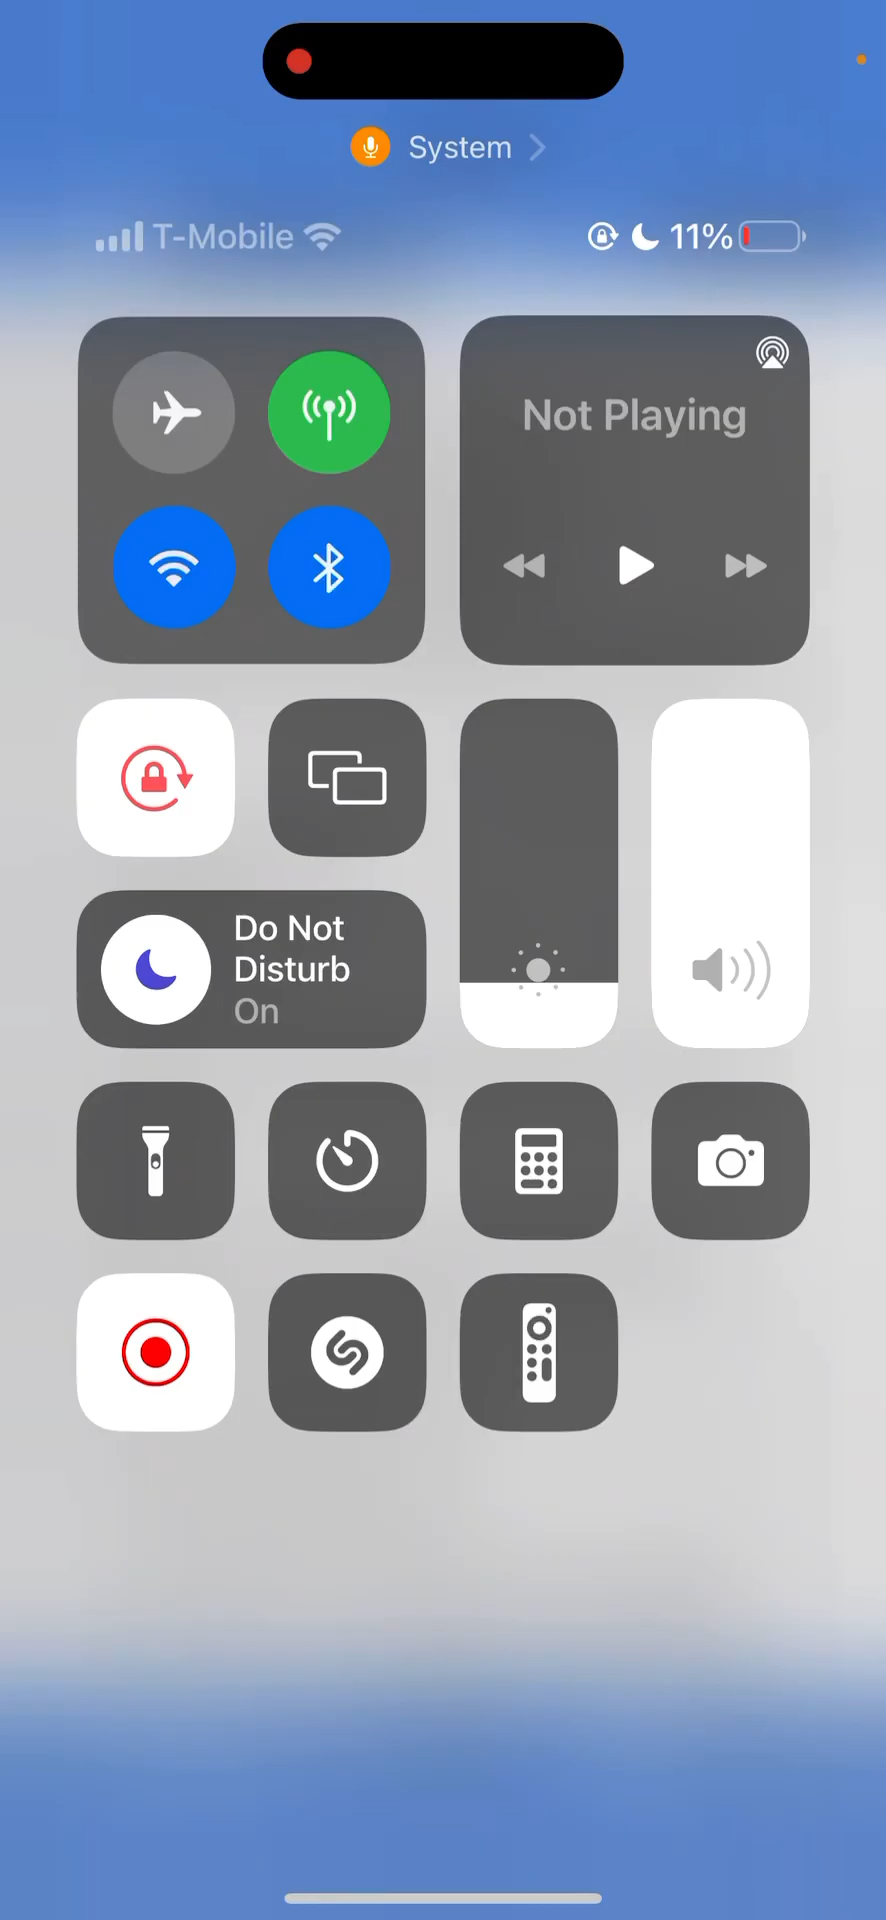 System
T-Mobile 11%
Not Playing
Do Not
Disturb
On